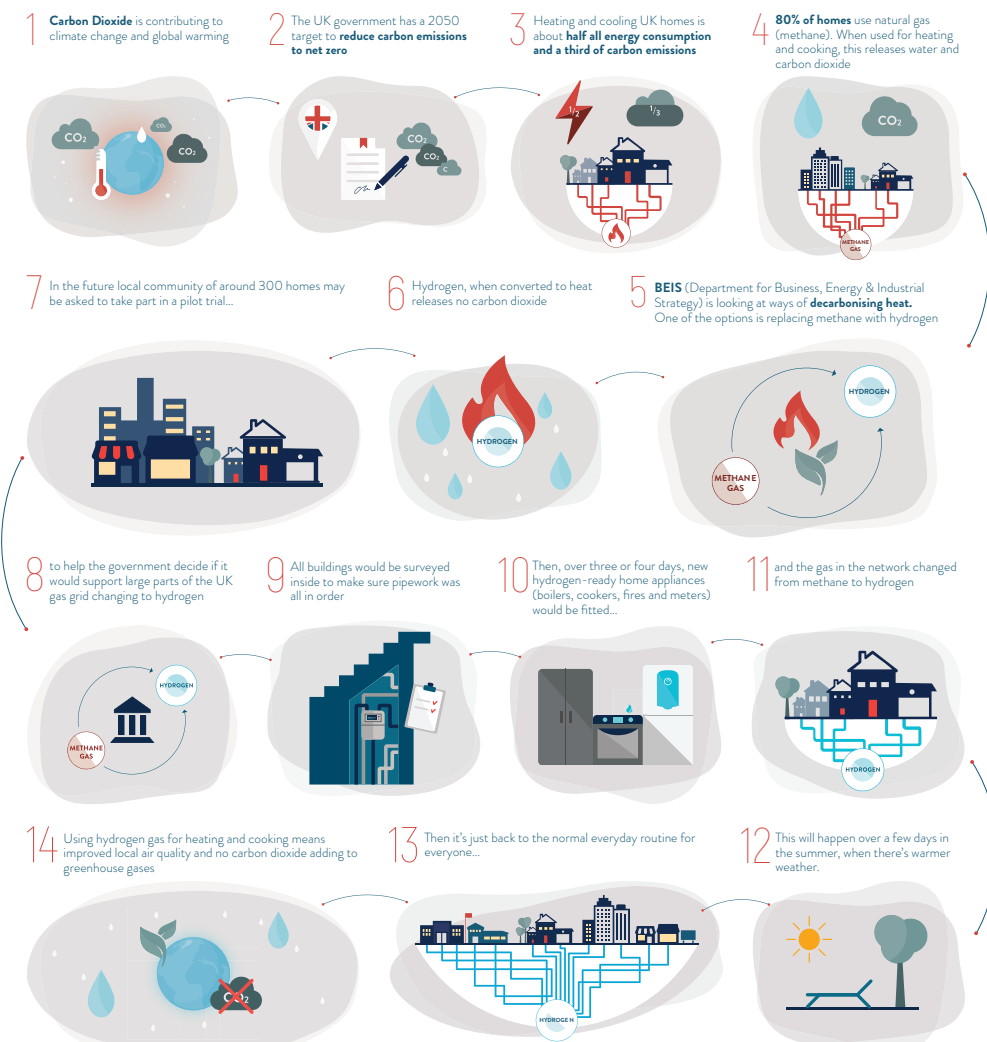 1
Carbon Dioxide is contributing to
climate change and global warming
2
The UK government has a 2050
target to reduce carbon emissions
to net zero
3
Heating and cooling UK homes is
about half all energy consumption
and a third of carbon emissions
4
80% of homes use natural gas
(methane). When used for heating
and cooking, this releases water and
carbon dioxide
CO2
CO2
CO2
CO2
CO2
C
1/2
1/3
CO2
METHANE
GAS
5
BEIS (Department for Business, Energy & Industrial
Strategy) is looking at ways of decarbonising heat.
One of the options is replacing methane with hydrogen
HYDROGEN
METHANE
GAS
6
Hydrogen, when converted to heat
releases no carbon dioxide
HYDROGEN
7
In the future local community of around 300 homes may
be asked to take part in a pilot trial...
8
to help the government decide if it
would support large parts of the UK
gas grid changing to hydrogen
HYDROGEN
METHANE
GAS
9
All buildings would be surveyed
inside to make sure pipework was
all in order
10
Then, over three or four days, new
hydrogen-ready home appliances
(boilers, cookers, fires and meters)
would be fitted...
11
and the gas in the network changed
from methane to hydrogen
HYDROGEN
12
This will happen over a few days in
the summer, when there's warmer
weather.
13
Then it's just back to the normal everyday routine for
everyone...
HYDROGE N
14
Using hydrogen gas for heating and cooking means
improved local air quality and no carbon dioxide adding to
greenhouse gases
CO2